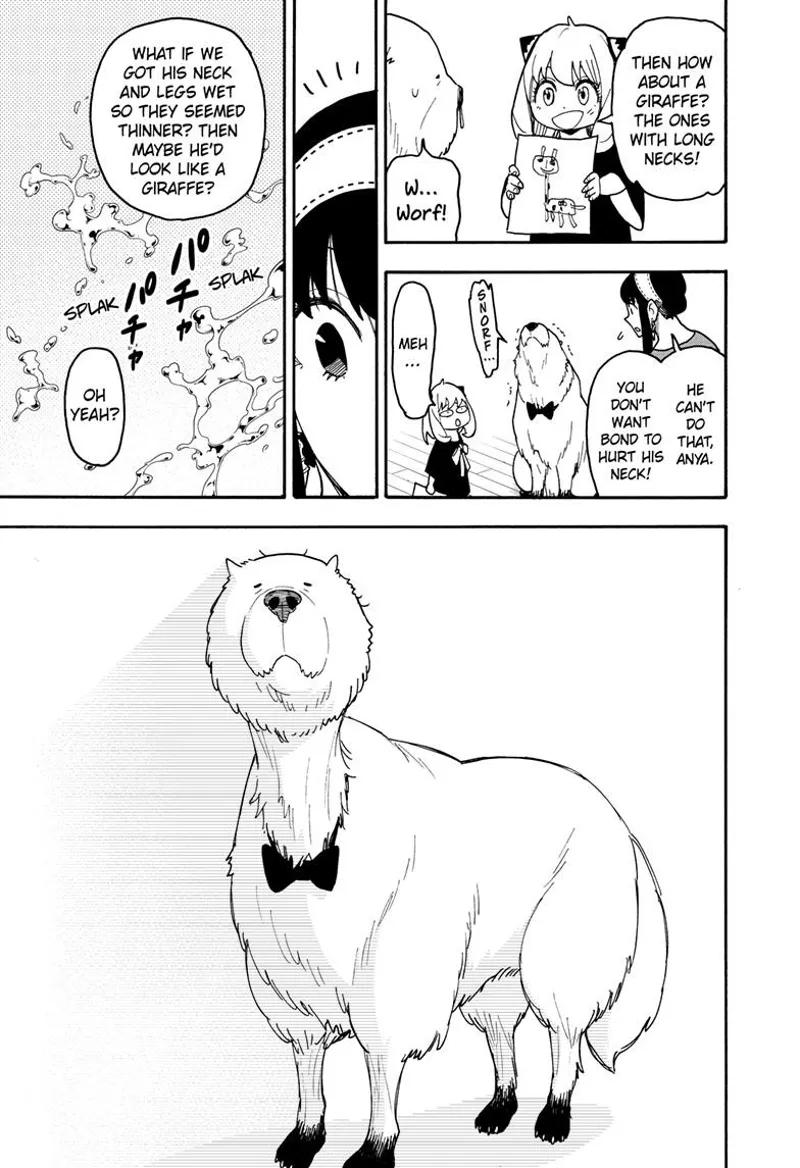 THEN HOW
ABOUT A
GIRAFFE?
THE ONES
WITH LONG
NECKS!
W...
Worf!
HE
CAN'T
DO
THAT,
ANYA.
YOU
DON'T
WANT
BOND TO
HURT HIS
NECK!
SNORF...
MEH
...
WHAT IF WE
GOT HIS NECK
AND LEGS WET
SO THEY SEEMED
THINNER? THEN
MAYBE HE'D
LOOK LIKE A
GIRAFFE?
パチャ
SPLAK
パチャ
SPLAK
OH
YEAH?